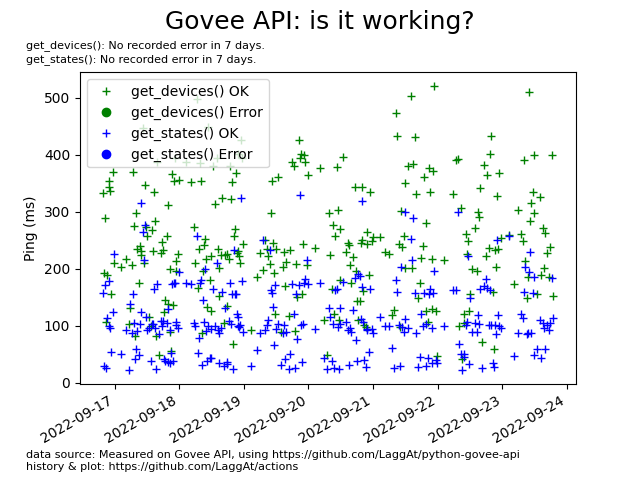 Govee API: is it working?
get_devices(): No recorded error in 7 days.
get_states(): No recorded error in 7 days.
get_devices() OK
get_devices() Error
get_states() OK
get_states() Error
Ping (ms)
500
400
300
200
100
0
2022-09-17
2022-09-18
2022-09-19
2022-09-20
2022-09-21
2022-09-22
2022-09-23
2022-09-24
data source: Measured on Govee API, using https://github.com/LaggAt/python-govee-api
history & plot: https://github.com/LaggAt/actions